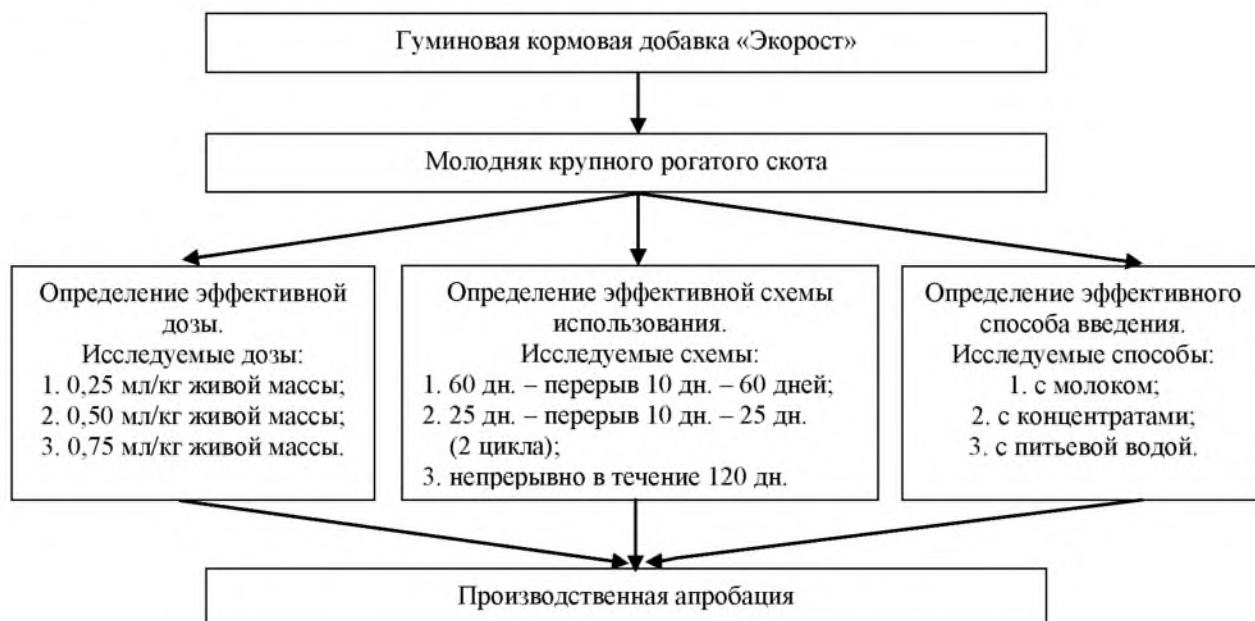 Гуминовая кормовая добавка «Экорост»
Молодняк крупного рогатого скота
Определение эффективной
дозы.
Исследуемые дозы:
1. 0,25 мл/кг живой массы;
2. 0,50 мл/кг живой массы;
3. 0,75 мл/кг живой массы.
Определение эффективной схемы
использования.
Исследуемые схемы:
1. 60 дн. – перерыв 10 дн. – 60 дней;
2. 25 дн. – перерыв 10 дн. – 25 дн.
(2 цикла);
3. непрерывно в течение 120 дн.
Определение эффективного
способа введения.
Исследуемые способы:
1. с молоком;
2. с концентратами;
3. с питьевой водой.
Производственная апробация